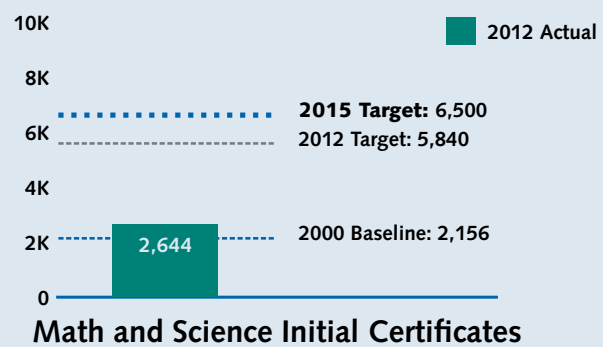 10K
2012 Actual
8K
2015 Target: 6,500
6K
2012 Target: 5,840
4K
2000 Baseline: 2,156
2K
2,644
0
Math and Science Initial Certificates